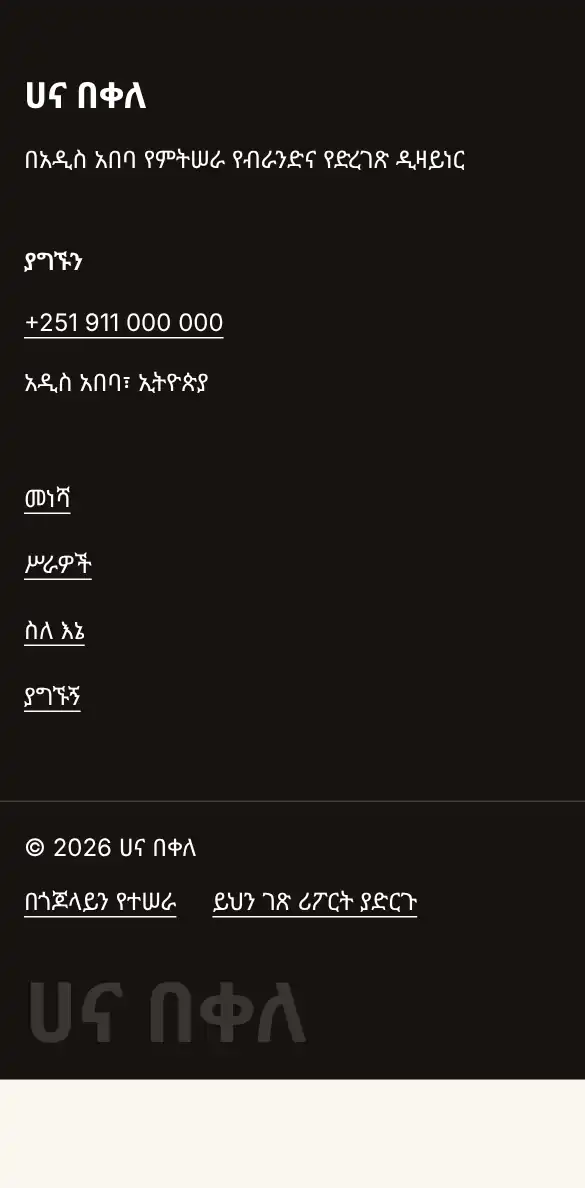 ሀና በቀለ
በአዲስ አበባ የምትሠራ የብራንድና የድረገጽ ዲዛይነር
ያግኙን
+251 911 000 000
አዲስ አበባ፣ ኢትዮጵያ
መነሻ
ሥራዎች
ስለ እኔ
ያግኙኝ
© 2026 ሀና በቀለ
በጎጆላይን የተሠራ ይህን ገጽ ሪፖርት ያድርጉ
ሀና በቀለ